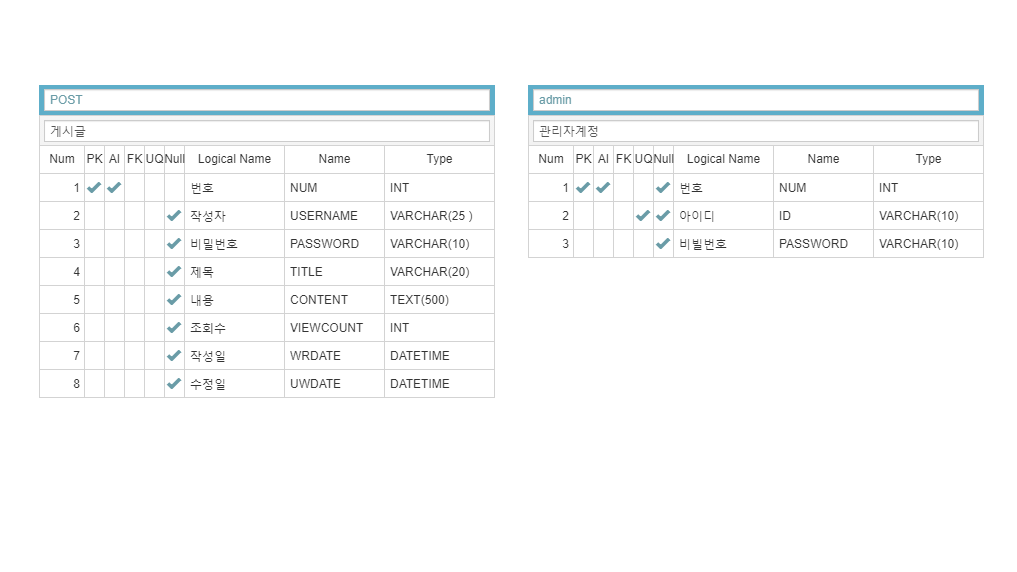 POST
게시글
Num PK AI FK UQ Null Logical Name Name Type
1 번호 NUM INT
2 작성자 USERNAME VARCHAR(25 )
3 비밀번호 PASSWORD VARCHAR(10)
4 제목 TITLE VARCHAR(20)
5 내용 CONTENT TEXT(500)
6 조회수 VIEWCOUNT INT
7 작성일 WRDATE DATETIME
8 수정일 UWDATE DATETIME
admin
관리자계정
Num PK AI FK UQ Null Logical Name Name Type
1 번호 NUM INT
2 아이디 ID VARCHAR(10)
3 비빌번호 PASSWORD VARCHAR(10)